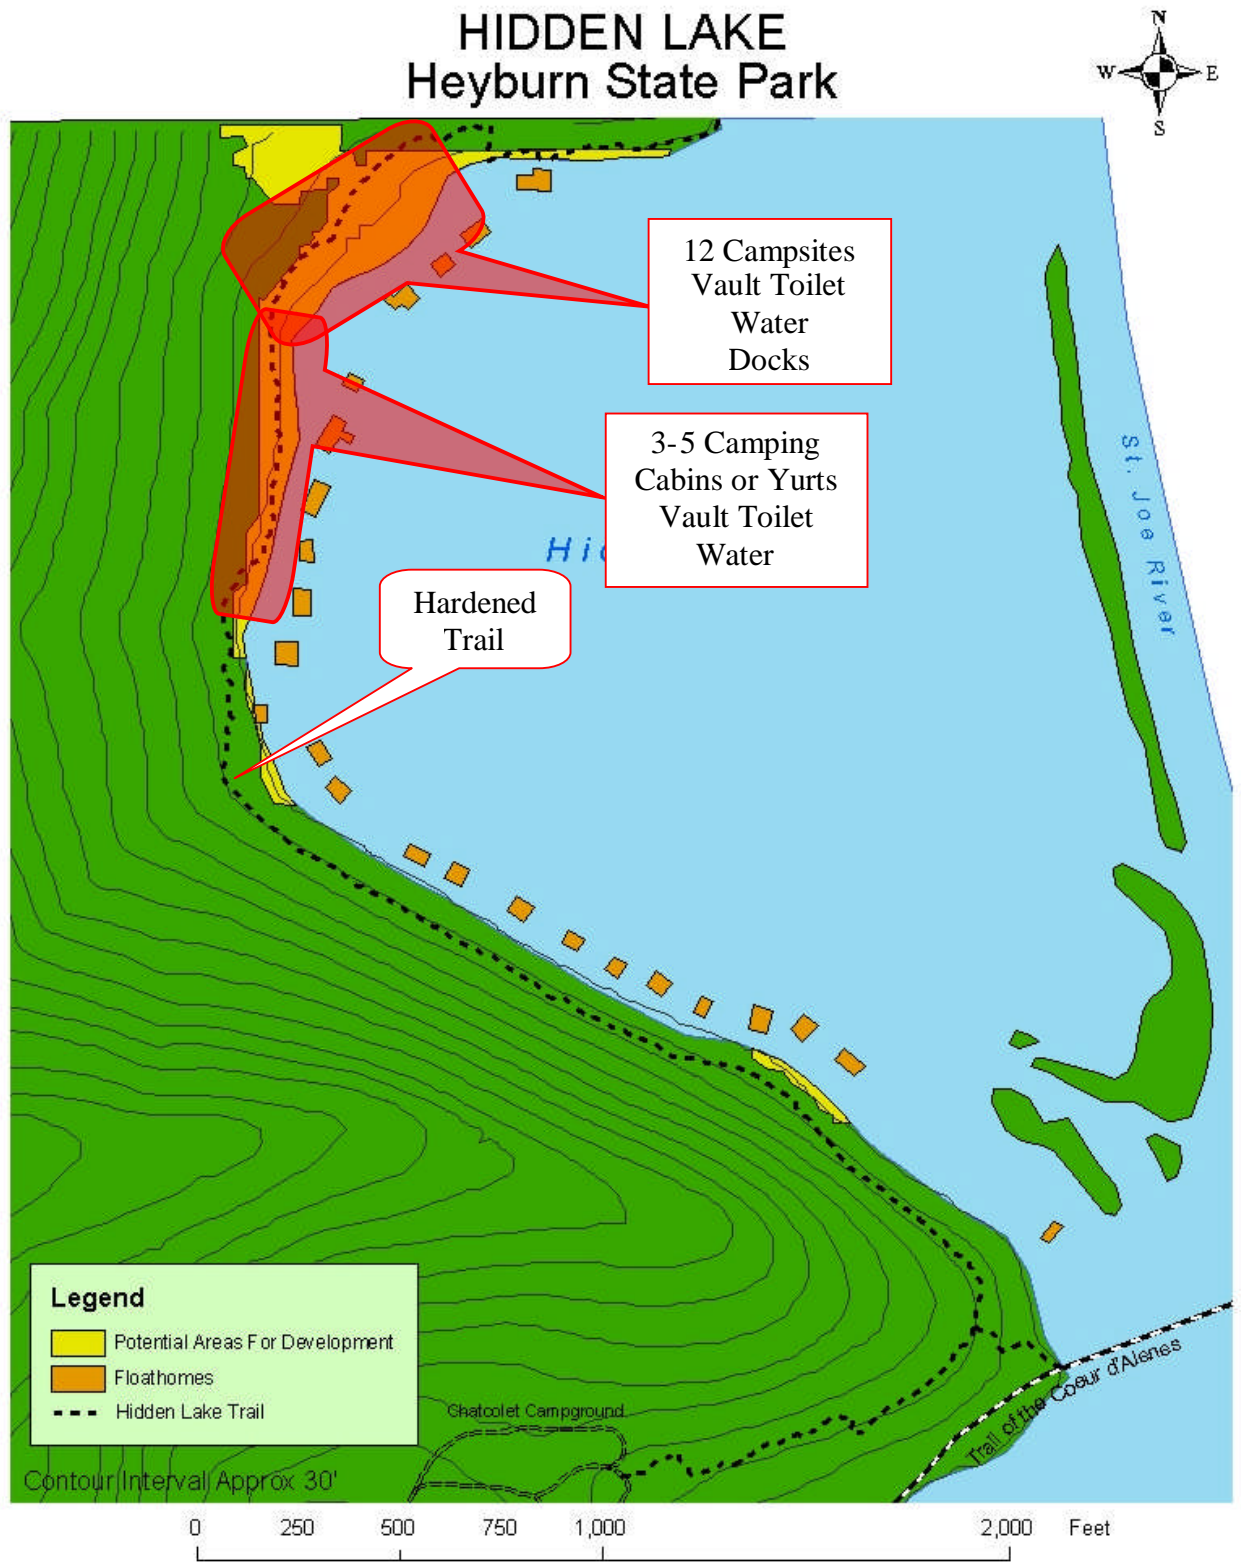 HIDDEN LAKE
Heyburn State Park
N
W E
S
12 Campsites
Vault Toilet
Water
Docks
3-5 Camping
Cabins or Yurts
Vault Toilet
Water
St. Joe River
Hid
Hardened
Trail
Legend
Potential Areas For Development
Floathomes
Hidden Lake Trail
Chatcolet Campground
Trail of the Coeur d'Alenes
Contour Interval Approx 30'
0 250 500 750 1,000 2,000 Feet